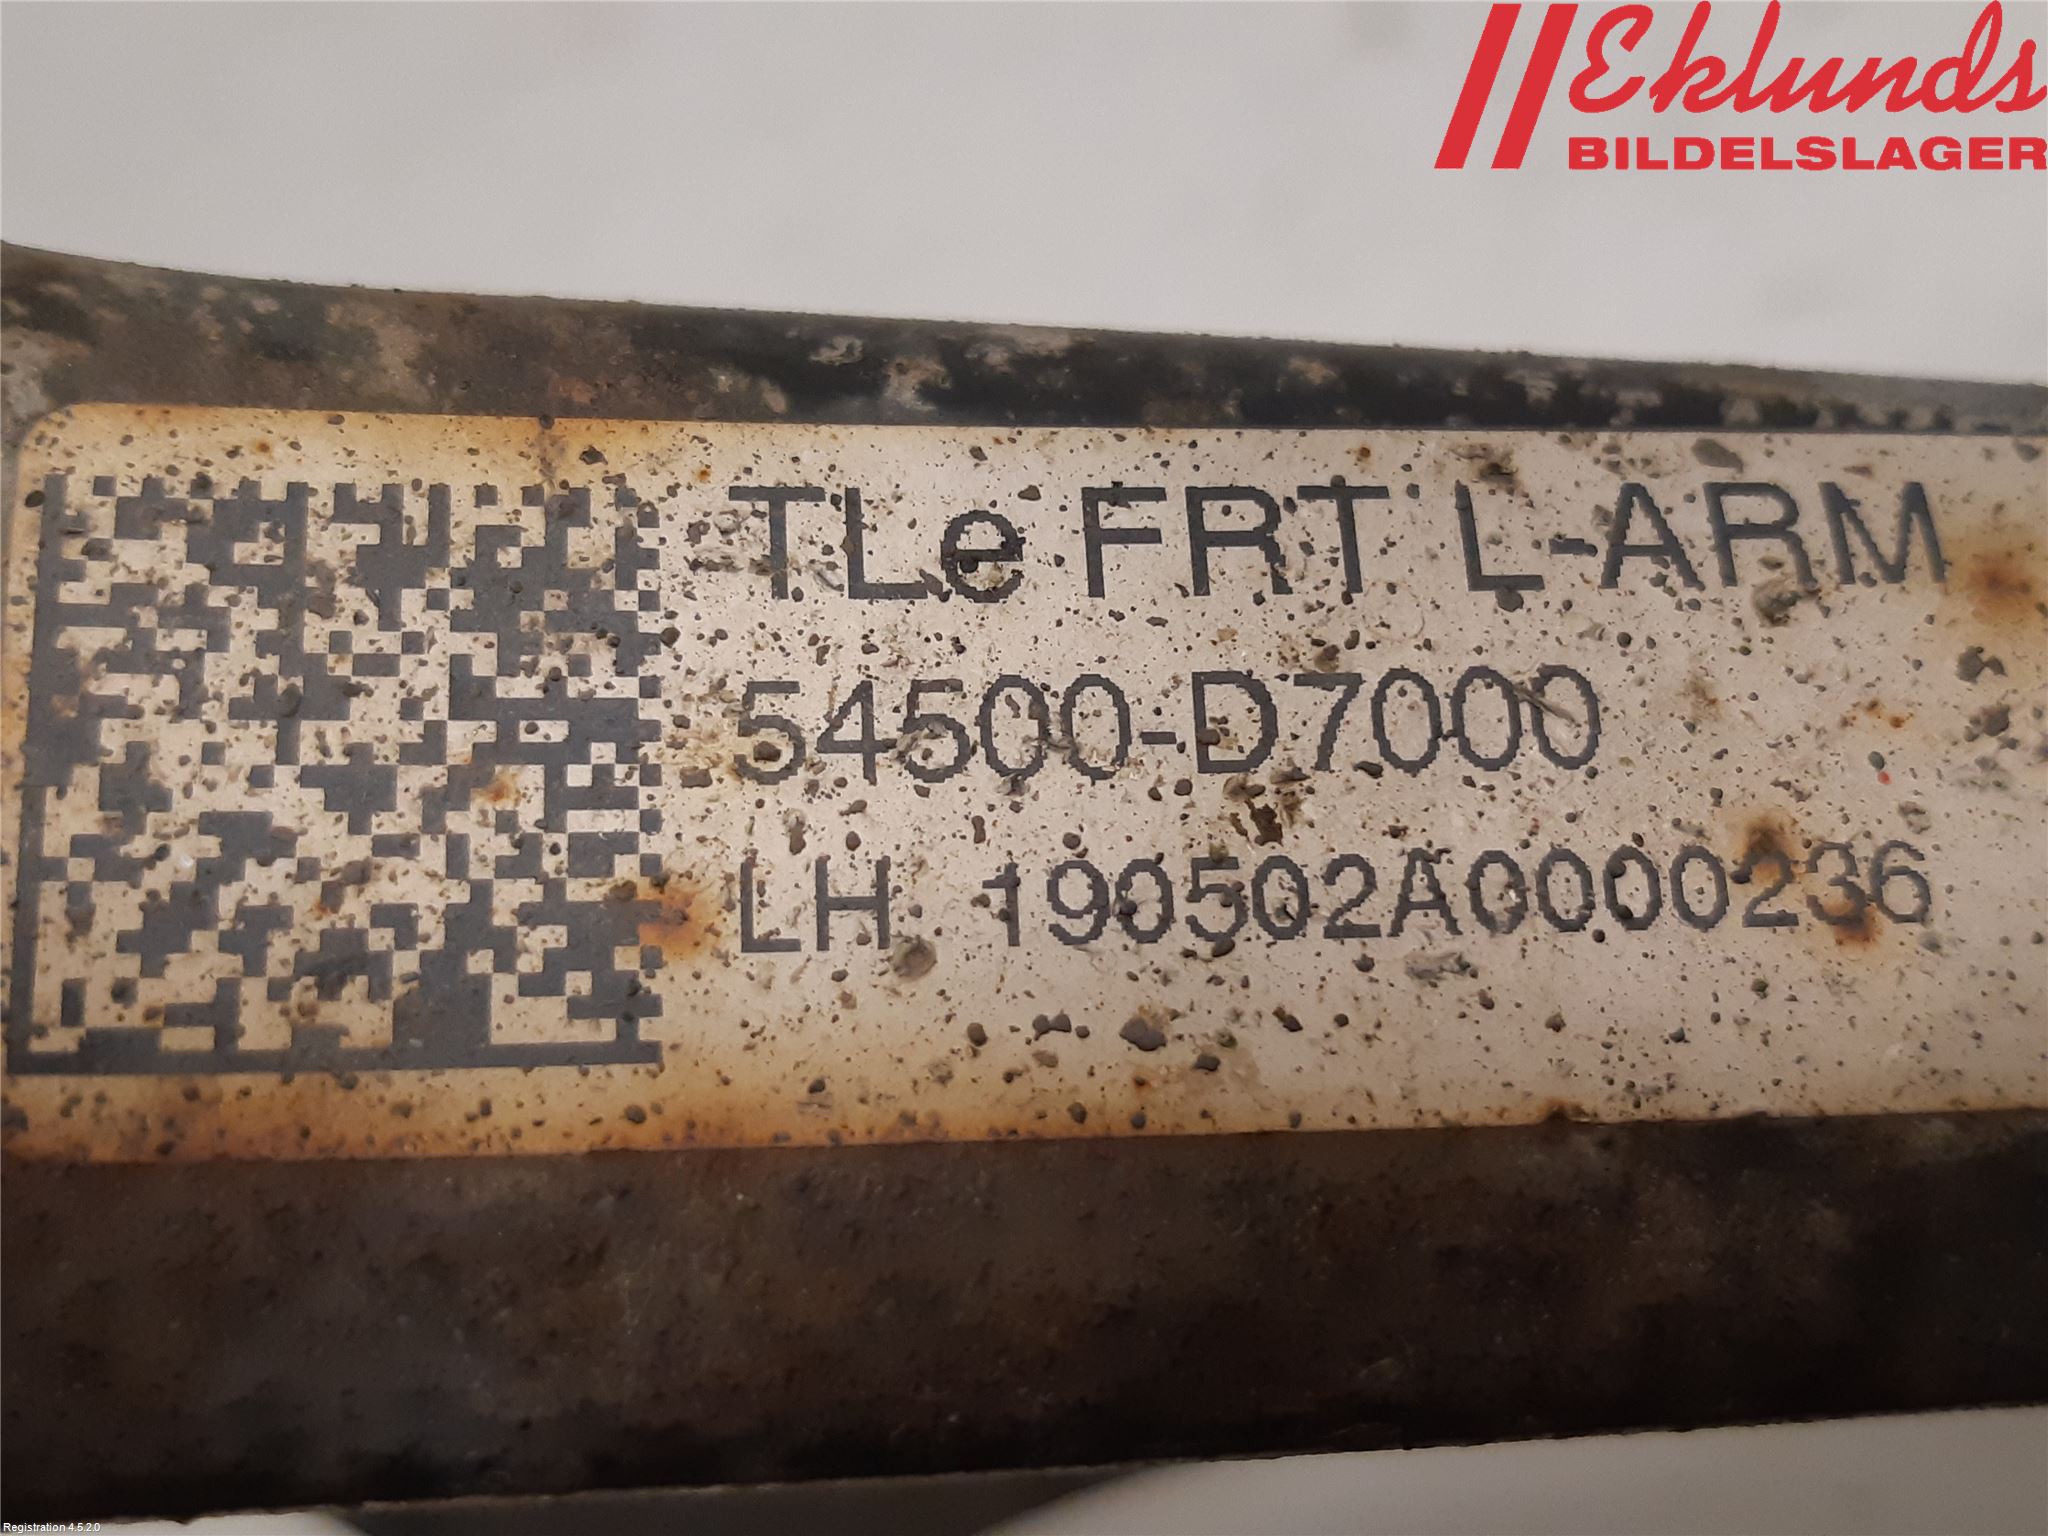 Eklunds
BILDELSLAGER
TLe FRT L-ARM
54500-D7000
LH 190502A0000236
Registration 4.5.2.0